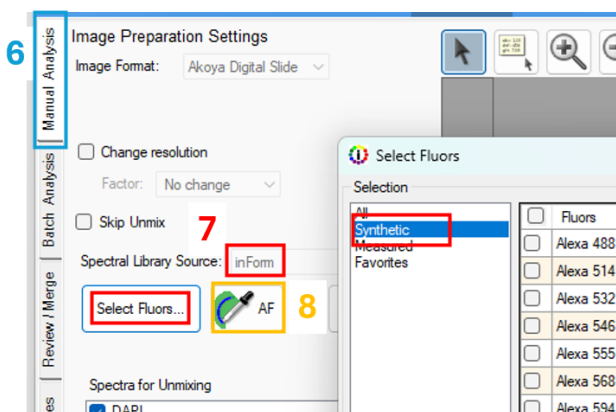 6
Manual Analysis
Batch Analysis
Review / Merge
es
Image Preparation Settings
Image Format: Akoya Digital Slide
Change resolution
Factor: No change
Skip Unmix
7
Spectral Library Source: inForm
Select Fluors...
AF
8
Spectra for Unmixing
DAPI
Select Fluors
Selection
All
Synthetic
Measured
Favorites
Fluors
Alexa 488
Alexa 514
Alexa 532
Alexa 546
Alexa 555
Alexa 568
Alexa 594